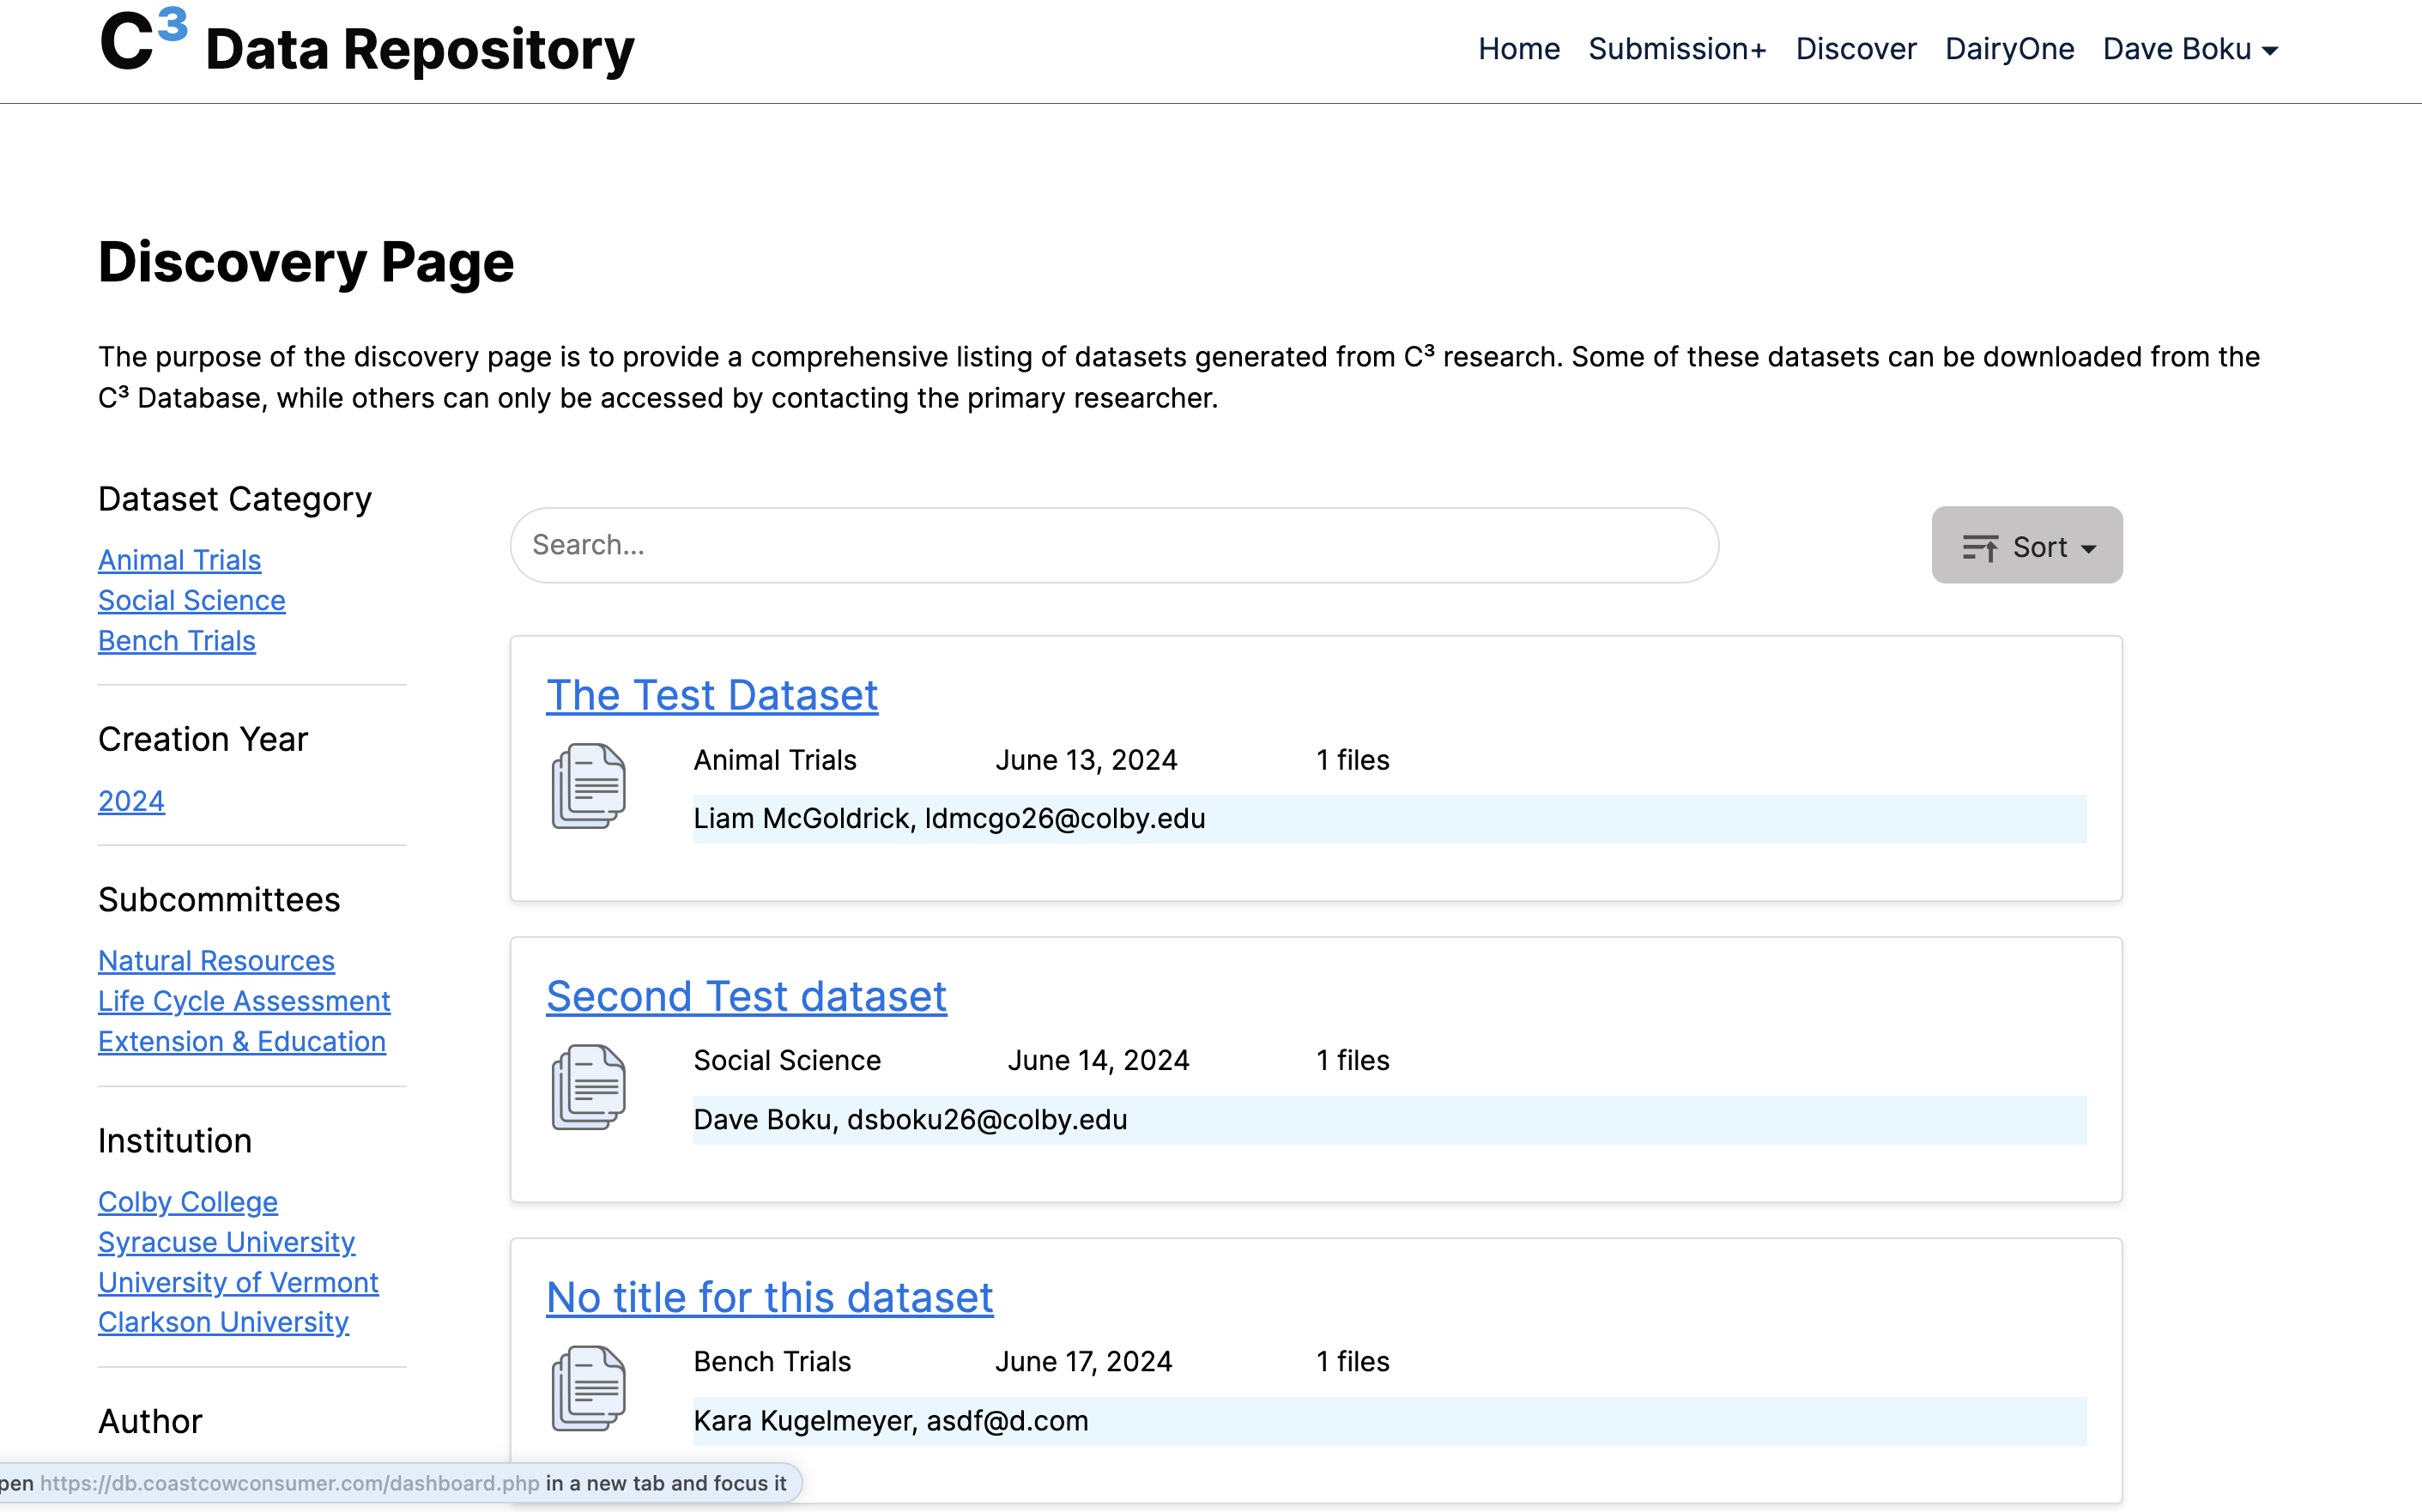 C³ Data Repository
Home Submission+ Discover DairyOne Dave Boku
Discovery Page
The purpose of the discovery page is to provide a comprehensive listing of datasets generated from C³ research. Some of these datasets can be downloaded from the
C³ Database, while others can only be accessed by contacting the primary researcher.
Dataset Category
Animal Trials
Social Science
Bench Trials
Creation Year
2024
Subcommittees
Natural Resources
Life Cycle Assessment
Extension & Education
Institution
Colby College
Syracuse University
University of Vermont
Clarkson University
Author
Search...
Sort
The Test Dataset
Animal Trials June 13, 2024 1 files
Liam McGoldrick, ldmcgo26@colby.edu
Second Test dataset
Social Science June 14, 2024 1 files
Dave Boku, dsboku26@colby.edu
No title for this dataset
Bench Trials June 17, 2024 1 files
Kara Kugelmeyer, asdf@d.com
pen https://db.coastcowconsumer.com/dashboard.php in a new tab and focus it